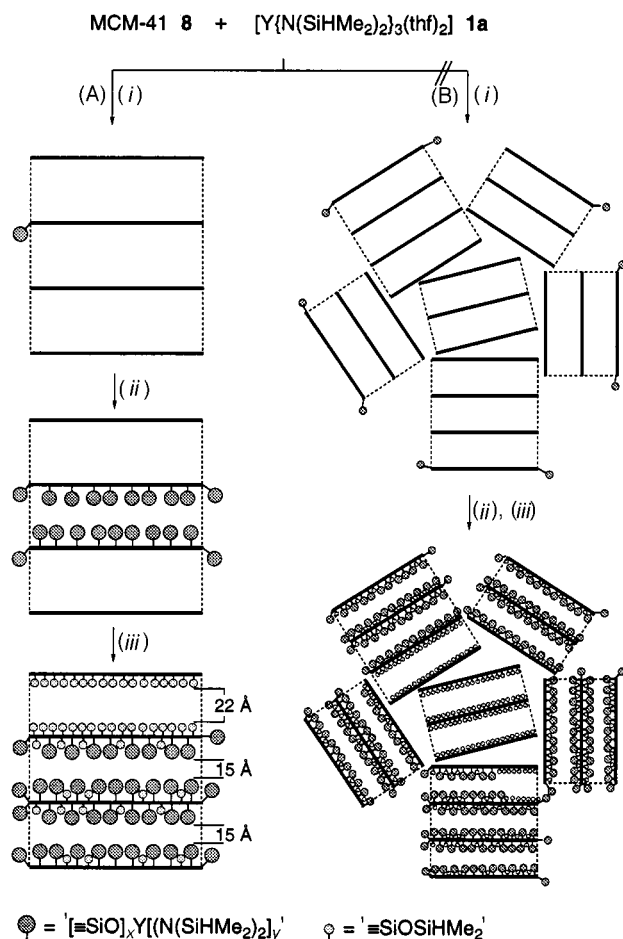 MCM-41 8 + [Y{N(SiHMe2)2}3(thf)2] 1a
(A) (i)
(B) (i)
(ii)
(ii), (iii)
(iii)
22 Å
15 Å
15 Å
= '[≡SiO]xY[(N(SiHMe2)2]y' = '≡SiOSiHMe2'